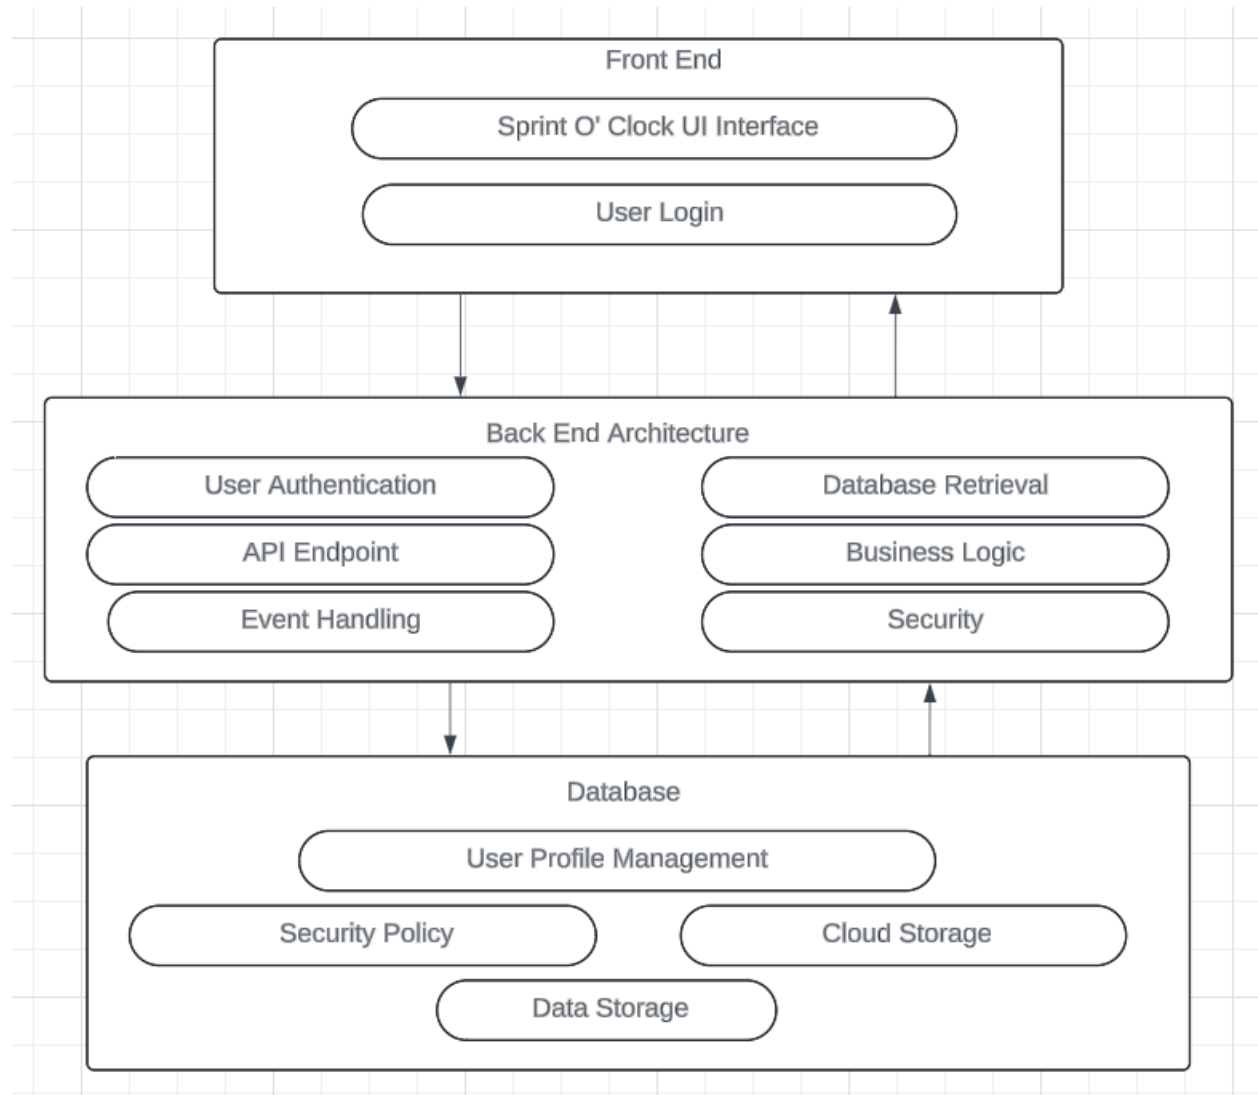 Front End
Sprint O' Clock UI Interface
User Login
Back End Architecture
User Authentication
Database Retrieval
API Endpoint
Business Logic
Event Handling
Security
Database
User Profile Management
Security Policy
Cloud Storage
Data Storage